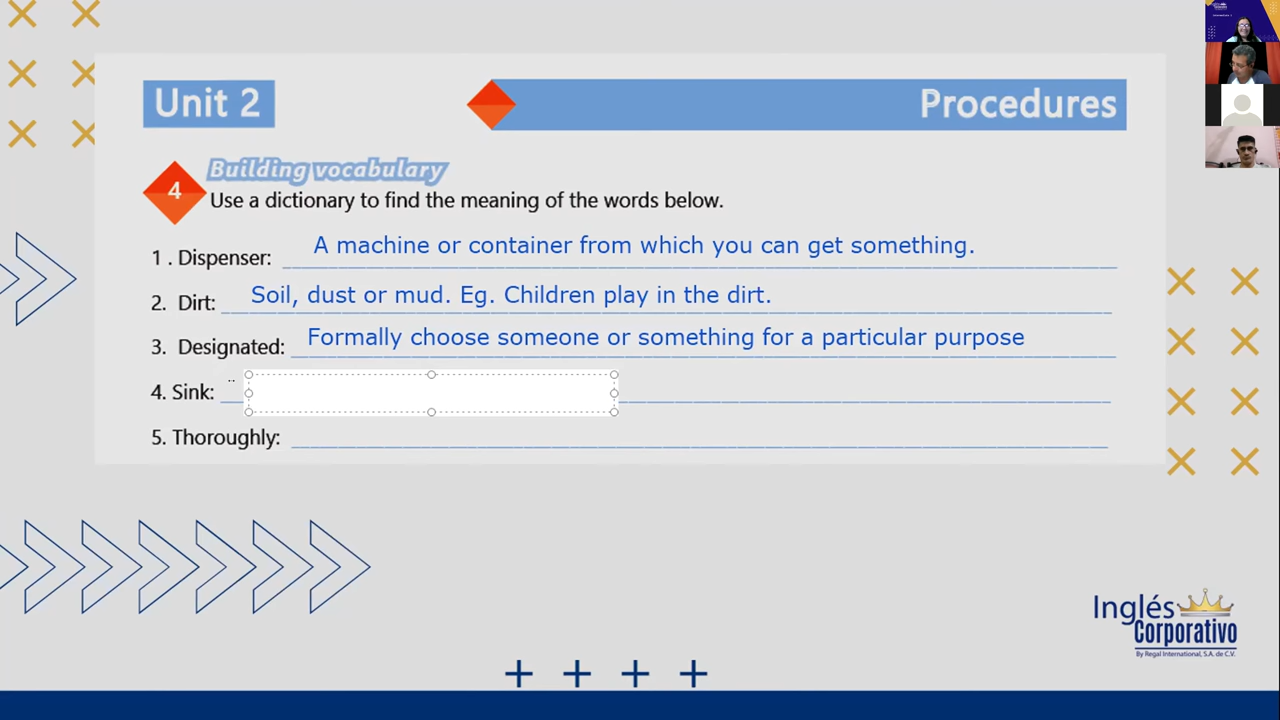 Unit 2
Procedures
Building vocabulary
4
Use a dictionary to find the meaning of the words below.
1 . Dispenser: A machine or container from which you can get something.
2. Dirt: Soil, dust or mud. Eg. Children play in the dirt.
3. Designated: Formally choose someone or something for a particular purpose
4. Sink:
5. Thoroughly:
Inglés
Corporativo
By Regal International, S.A. de C.V.